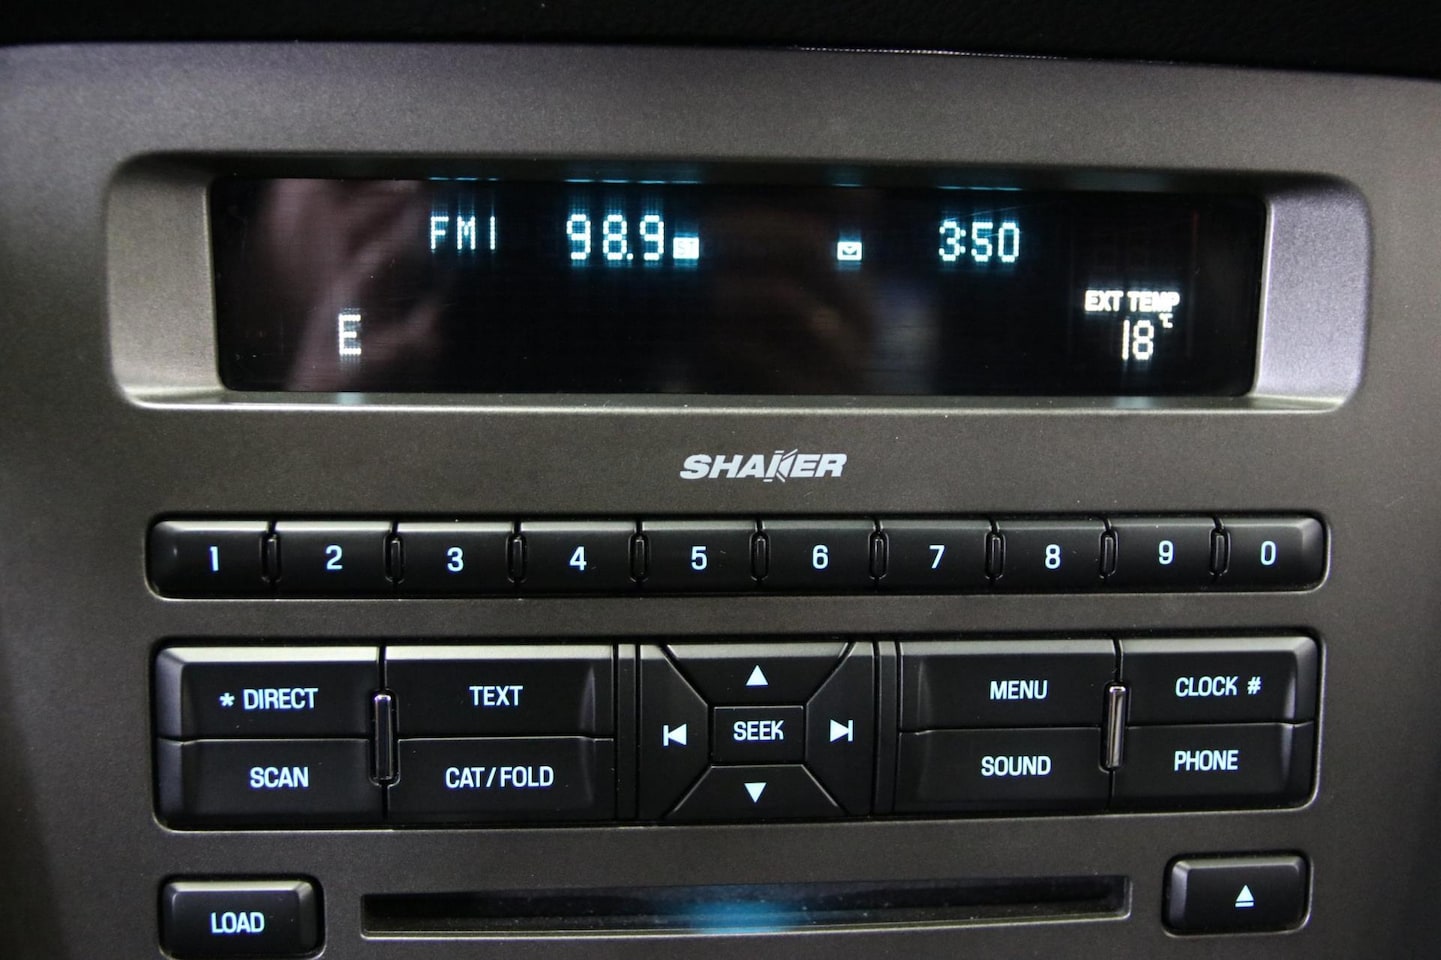 FM1 98.9 ST 3:50
EXT TEMP
E 18 °C
SHAKER
1 2 3 4 5 6 7 8 9 0
* DIRECT TEXT MENU CLOCK #
SEEK
SCAN CAT/FOLD SOUND PHONE
LOAD